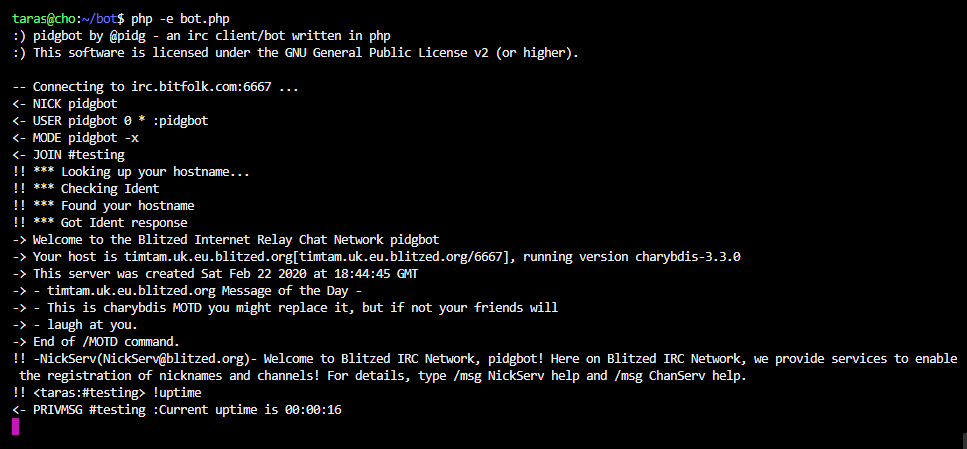 taras@cho:~/bot$ php -e bot.php
:) pidgbot by @pidg - an irc client/bot written in php
:) This software is licensed under the GNU General Public License v2 (or higher).
-- Connecting to irc.bitfolk.com:6667 ...
<- NICK pidgbot
<- USER pidgbot 0 * :pidgbot
<- MODE pidgbot -x
<- JOIN #testing
!! *** Looking up your hostname...
!! *** Checking Ident
!! *** Found your hostname
!! *** Got Ident response
-> Welcome to the Blitzed Internet Relay Chat Network pidgbot
-> Your host is timtam.uk.eu.blitzed.org[timtam.uk.eu.blitzed.org/6667], running version charybdis-3.3.0
-> This server was created Sat Feb 22 2020 at 18:44:45 GMT
-> - timtam.uk.eu.blitzed.org Message of the Day -
-> - This is charybdis MOTD you might replace it, but if not your friends will
-> - laugh at you.
-> End of /MOTD command.
!! -NickServ(NickServ@blitzed.org)- Welcome to Blitzed IRC Network, pidgbot! Here on Blitzed IRC Network, we provide services to enable
the registration of nicknames and channels! For details, type /msg NickServ help and /msg ChanServ help.
!! <taras:#testing> !uptime
<- PRIVMSG #testing :Current uptime is 00:00:16